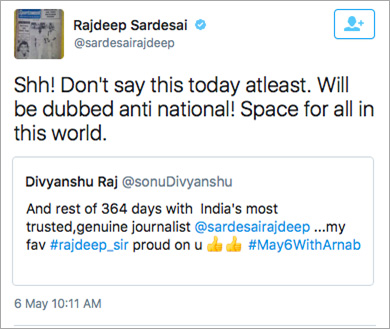 Rajdeep Sardesai
@sardesairajdeep
Shh! Don't say this today atleast. Will
be dubbed anti national! Space for all in
this world.
Divyanshu Raj @sonuDivyanshu
And rest of 364 days with India's most
trusted,genuine journalist @sardesairajdeep ...my
fav #rajdeep_sir proud on u 👍👍 #May6WithArnab
6 May 10:11 AM